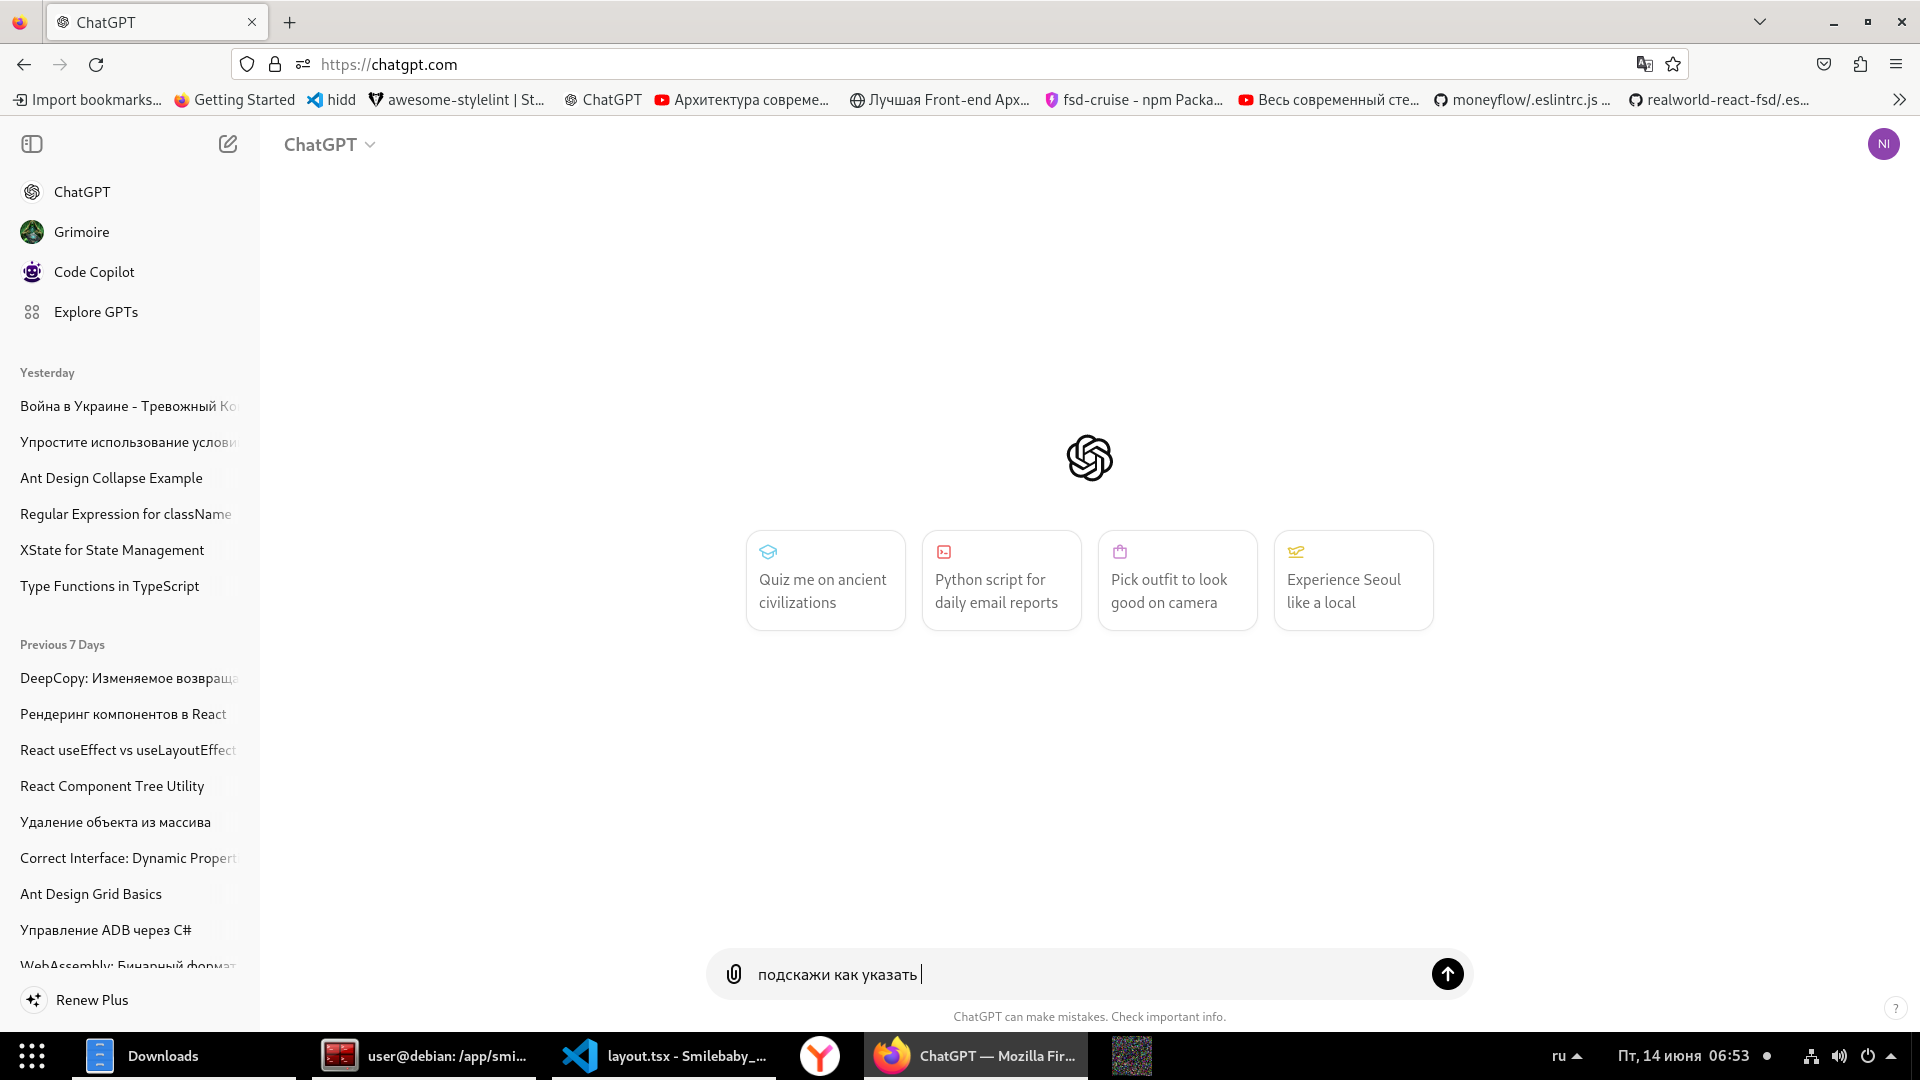 ChatGPT
https://chatgpt.com
Import bookmarks...
Getting Started
hidd
awesome-stylelint | St...
ChatGPT
Архитектура совреме...
Лучшая Front-end Арх...
fsd-cruise - npm Packa...
Весь современный сте...
moneyflow/.eslintrc.js ...
realworld-react-fsd/.es...
ChatGPT
NI
ChatGPT
Grimoire
Code Copilot
Explore GPTs
Yesterday
Война в Украине - Тревожный Ко
Упростите использование услови
Ant Design Collapse Example
Regular Expression for className
XState for State Management
Type Functions in TypeScript
Previous 7 Days
DeepCopy: Изменяемое возвраща
Рендеринг компонентов в React
React useEffect vs useLayoutEffect
React Component Tree Utility
Удаление объекта из массива
Correct Interface: Dynamic Propert
Ant Design Grid Basics
Управление ADB через C#
WebAssembly: Бинарный формат
Renew Plus
Quiz me on ancient
civilizations
Python script for
daily email reports
Pick outfit to look
good on camera
Experience Seoul
like a local
подскажи как указать
ChatGPT can make mistakes. Check important info.
?
Downloads
user@debian: /app/smi...
layout.tsx - Smilebaby_...
ChatGPT — Mozilla Fir...
ru
Пт, 14 июня 06:53